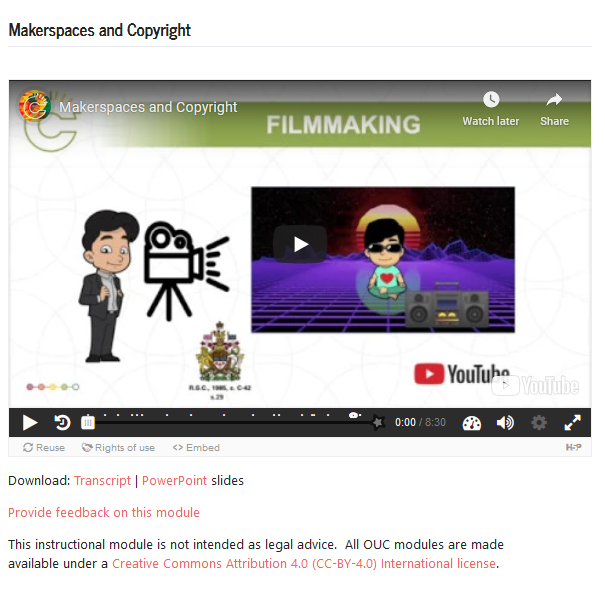 Makerspaces and Copyright
Makerspaces and Copyright
FILMMAKING
Watch later
Share
R.S.C., 1985, c. C-42
s.29
YouTube
YouTube
0:00 / 8:30
Reuse
Rights of use
<> Embed
H-P
Download: Transcript | PowerPoint slides
Provide feedback on this module
This instructional module is not intended as legal advice.  All OUC modules are made
available under a Creative Commons Attribution 4.0 (CC-BY-4.0) International license.